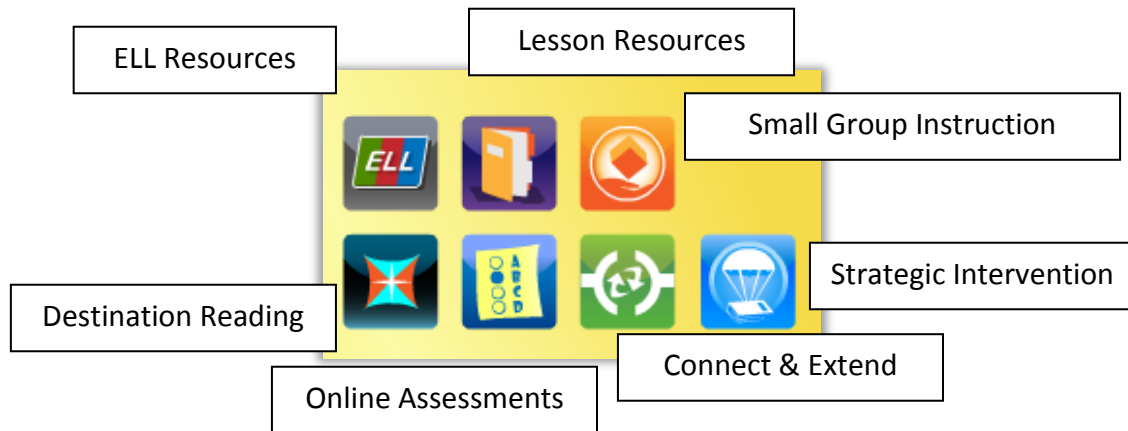 Lesson Resources
ELL Resources
Small Group Instruction
ELL
A
B
C
D
Strategic Intervention
Destination Reading
Connect & Extend
Online Assessments